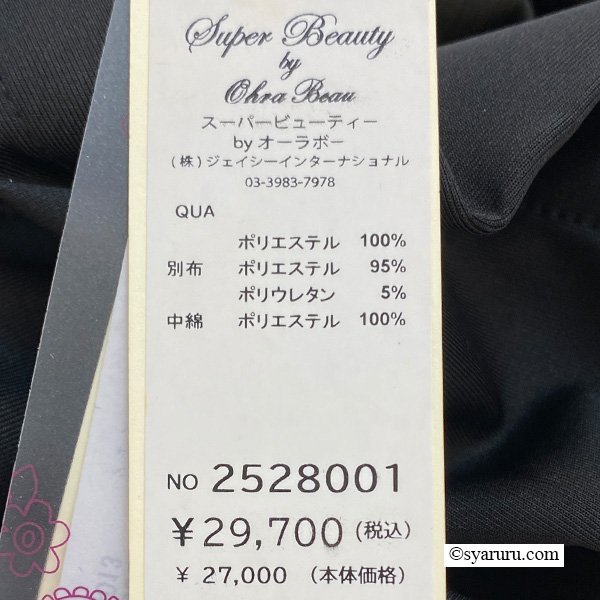 Super Beauty
by
Ohra Beau
スーパービューティー
by オーラボー
(株)ジェイシーインターナショナル
03-3983-7978
QUA
ポリエステル 100%
別布 ポリエステル 95%
ポリウレタン 5%
中綿 ポリエステル 100%
NO 2528001
¥29,700 (税込)
¥ 27,000 (本体価格)
©syaruru.com